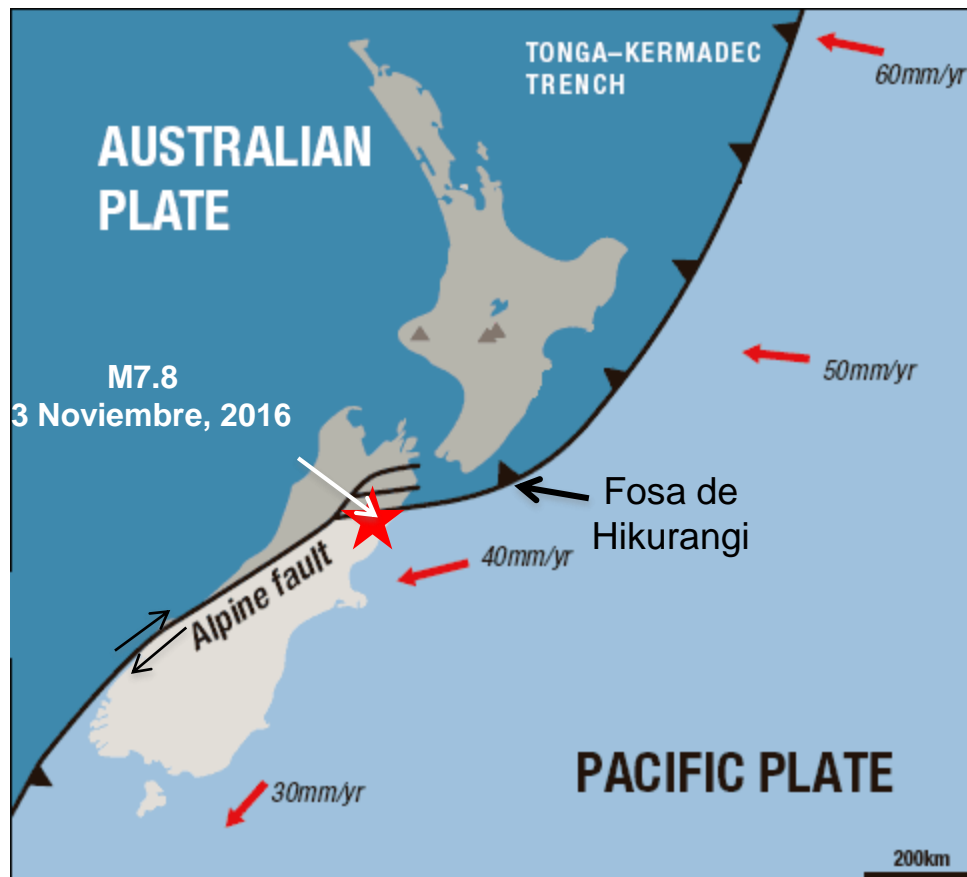 TONGA–KERMADEC
TRENCH
60mm/yr
AUSTRALIAN
PLATE
50mm/yr
M7.8
3 Noviembre, 2016
Fosa de
Hikurangi
40mm/yr
Alpine fault
30mm/yr
PACIFIC PLATE
200km